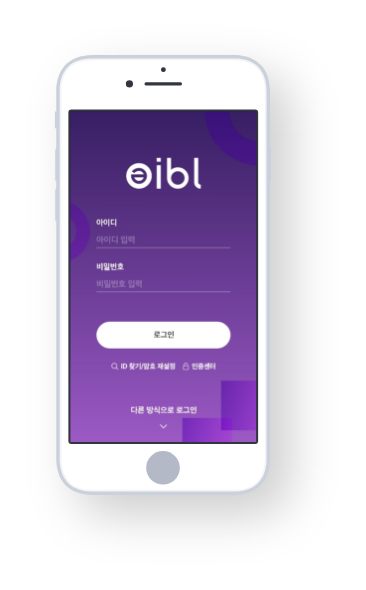 eibl
아이디
아이디 입력
비밀번호
비밀번호 입력
로그인
ID 찾기/암호 재설정 인증센터
다른 방식으로 로그인